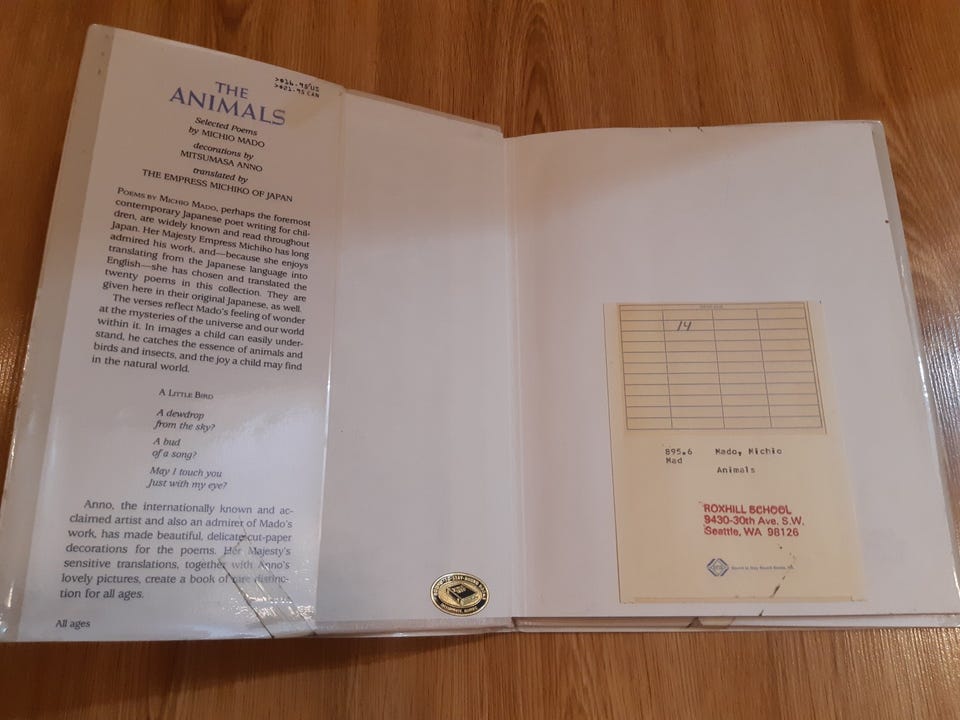 THE
ANIMALS
Selected Poems
by MICHIO MADO
decorations by
MITSUMASA ANNO
translated by
THE EMPRESS MICHIKO OF JAPAN
POEMS BY MICHIO MADO, perhaps the foremost
contemporary Japanese poet writing for chil-
dren, are widely known and read throughout
Japan. Her Majesty Empress Michiko has long
admired his work, and—because she enjoys
translating from the Japanese language into
English—she has chosen and translated the
twenty poems in this collection. They are
given here in their original Japanese, as well.
The verses reflect Mado's feeling of wonder
at the mysteries of the universe and our world
within it. In images a child can easily under-
stand, he catches the essence of animals and
birds and insects, and the joy a child may find
in the natural world.
A LITTLE BIRD
A dewdrop
from the sky?
A bud
of a song?
May I touch you
Just with my eye?
Anno, the internationally known and ac-
claimed artist and also an admirer of Mado's
work, has made beautiful, delicate cut-paper
decorations for the poems. Her Majesty's
sensitive translations, together with Anno's
lovely pictures, create a book of rare distinc-
tion for all ages.
All ages
14
895.6 Mado, Michio
Mad
Animals
ROXHILL SCHOOL
9430-30th Ave. S.W.
Seattle, WA 98126